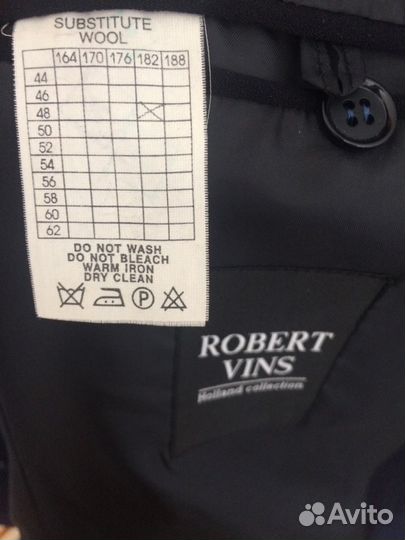 SUBSTITUTE
WOOL
164 170 176 182 188
44
46
48
50
52
54
56
58
60
62
DO NOT WASH
DO NOT BLEACH
WARM IRON
DRY CLEAN
P
ROBERT
VINS
Holland collection
Avito